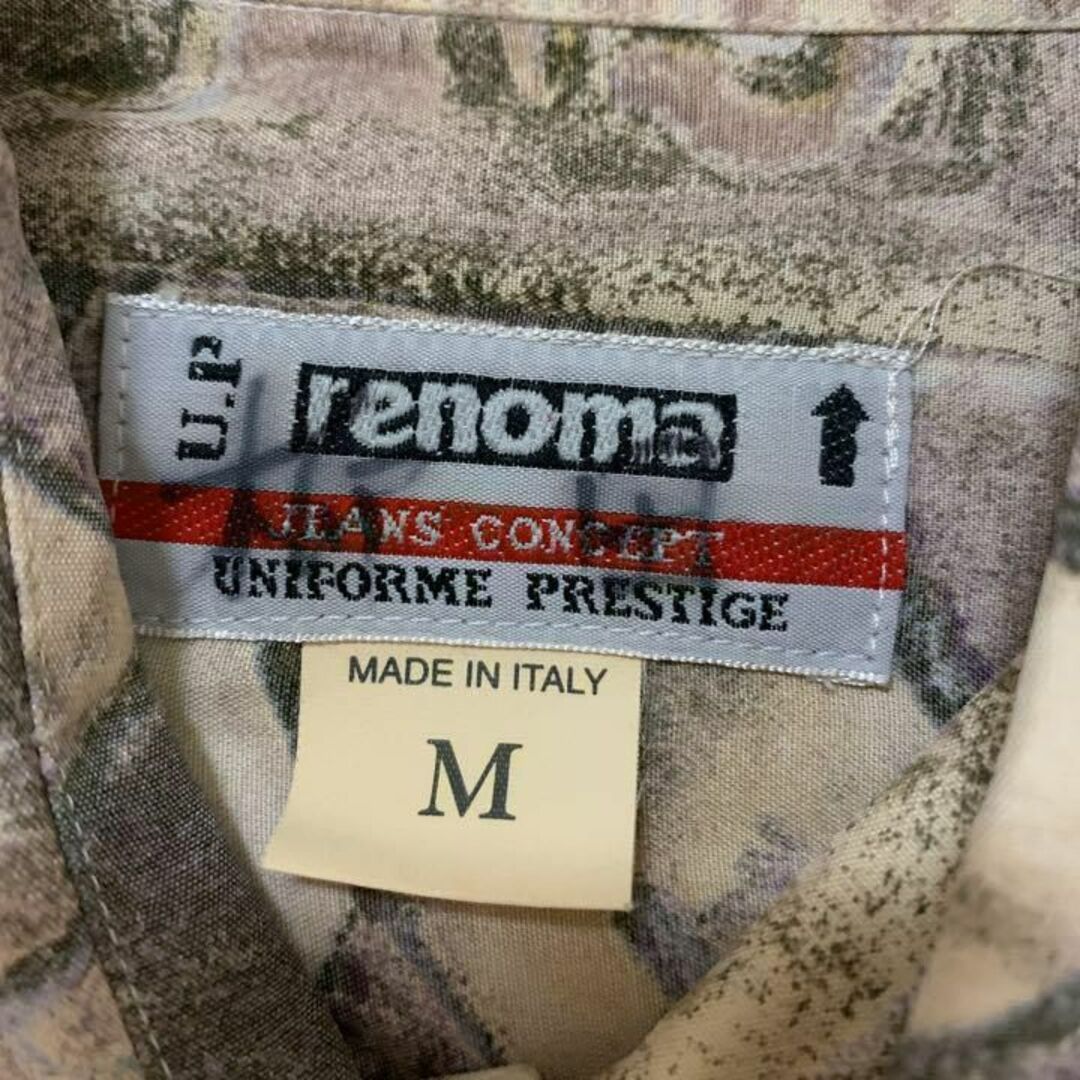 U.P
renoma
JEANS CONCEPT
UNIFORME PRESTIGE
MADE IN ITALY
M